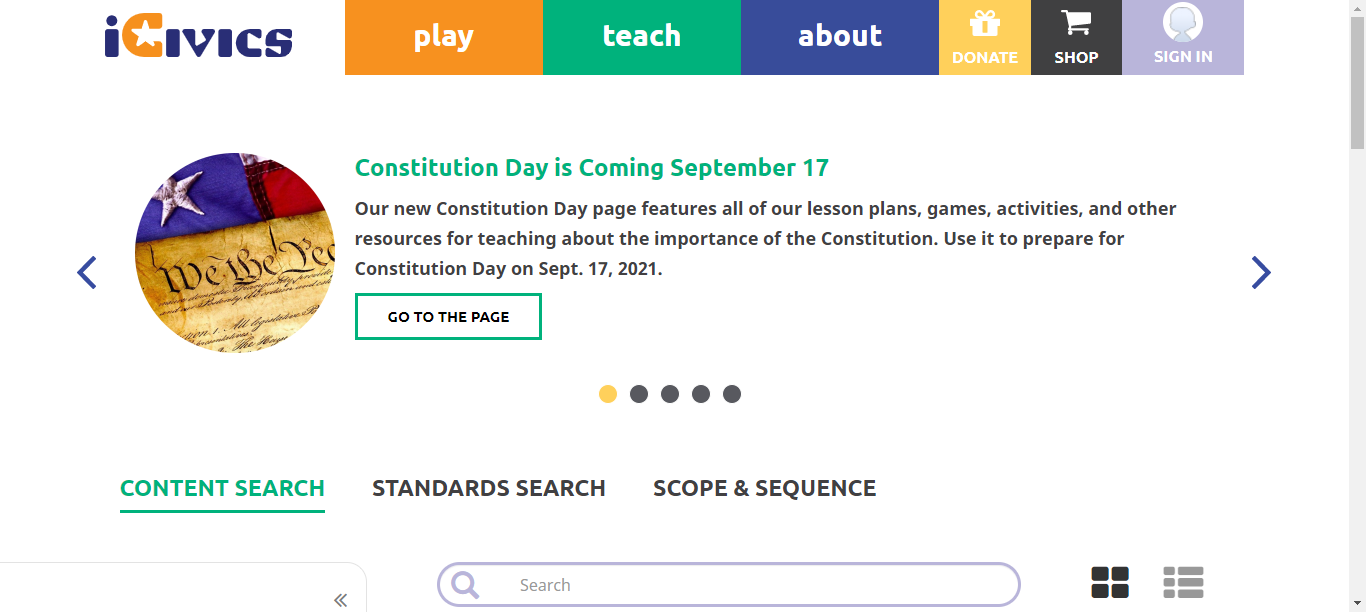 iCivics
play
teach
about
DONATE
SHOP
SIGN IN
Constitution Day is Coming September 17
Our new Constitution Day page features all of our lesson plans, games, activities, and other
resources for teaching about the importance of the Constitution. Use it to prepare for
Constitution Day on Sept. 17, 2021.
We the Peo
GO TO THE PAGE
CONTENT SEARCH
STANDARDS SEARCH
SCOPE & SEQUENCE
Search